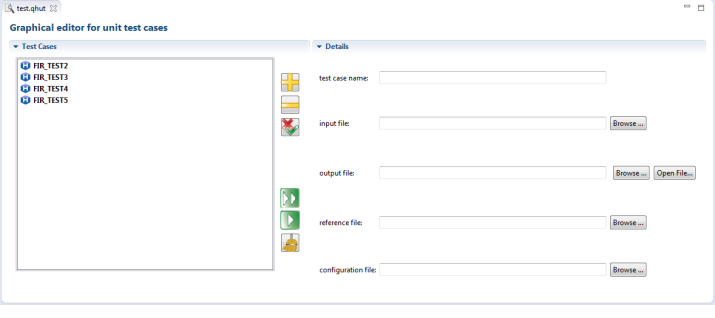 test.qhut
Graphical editor for unit test cases
Test Cases
Details
H FIR_TEST2
H FIR_TEST3
H FIR_TEST4
H FIR_TEST5
test case name:
input file: Browse ...
output file: Browse ... Open File...
reference file: Browse ...
configuration file: Browse ...